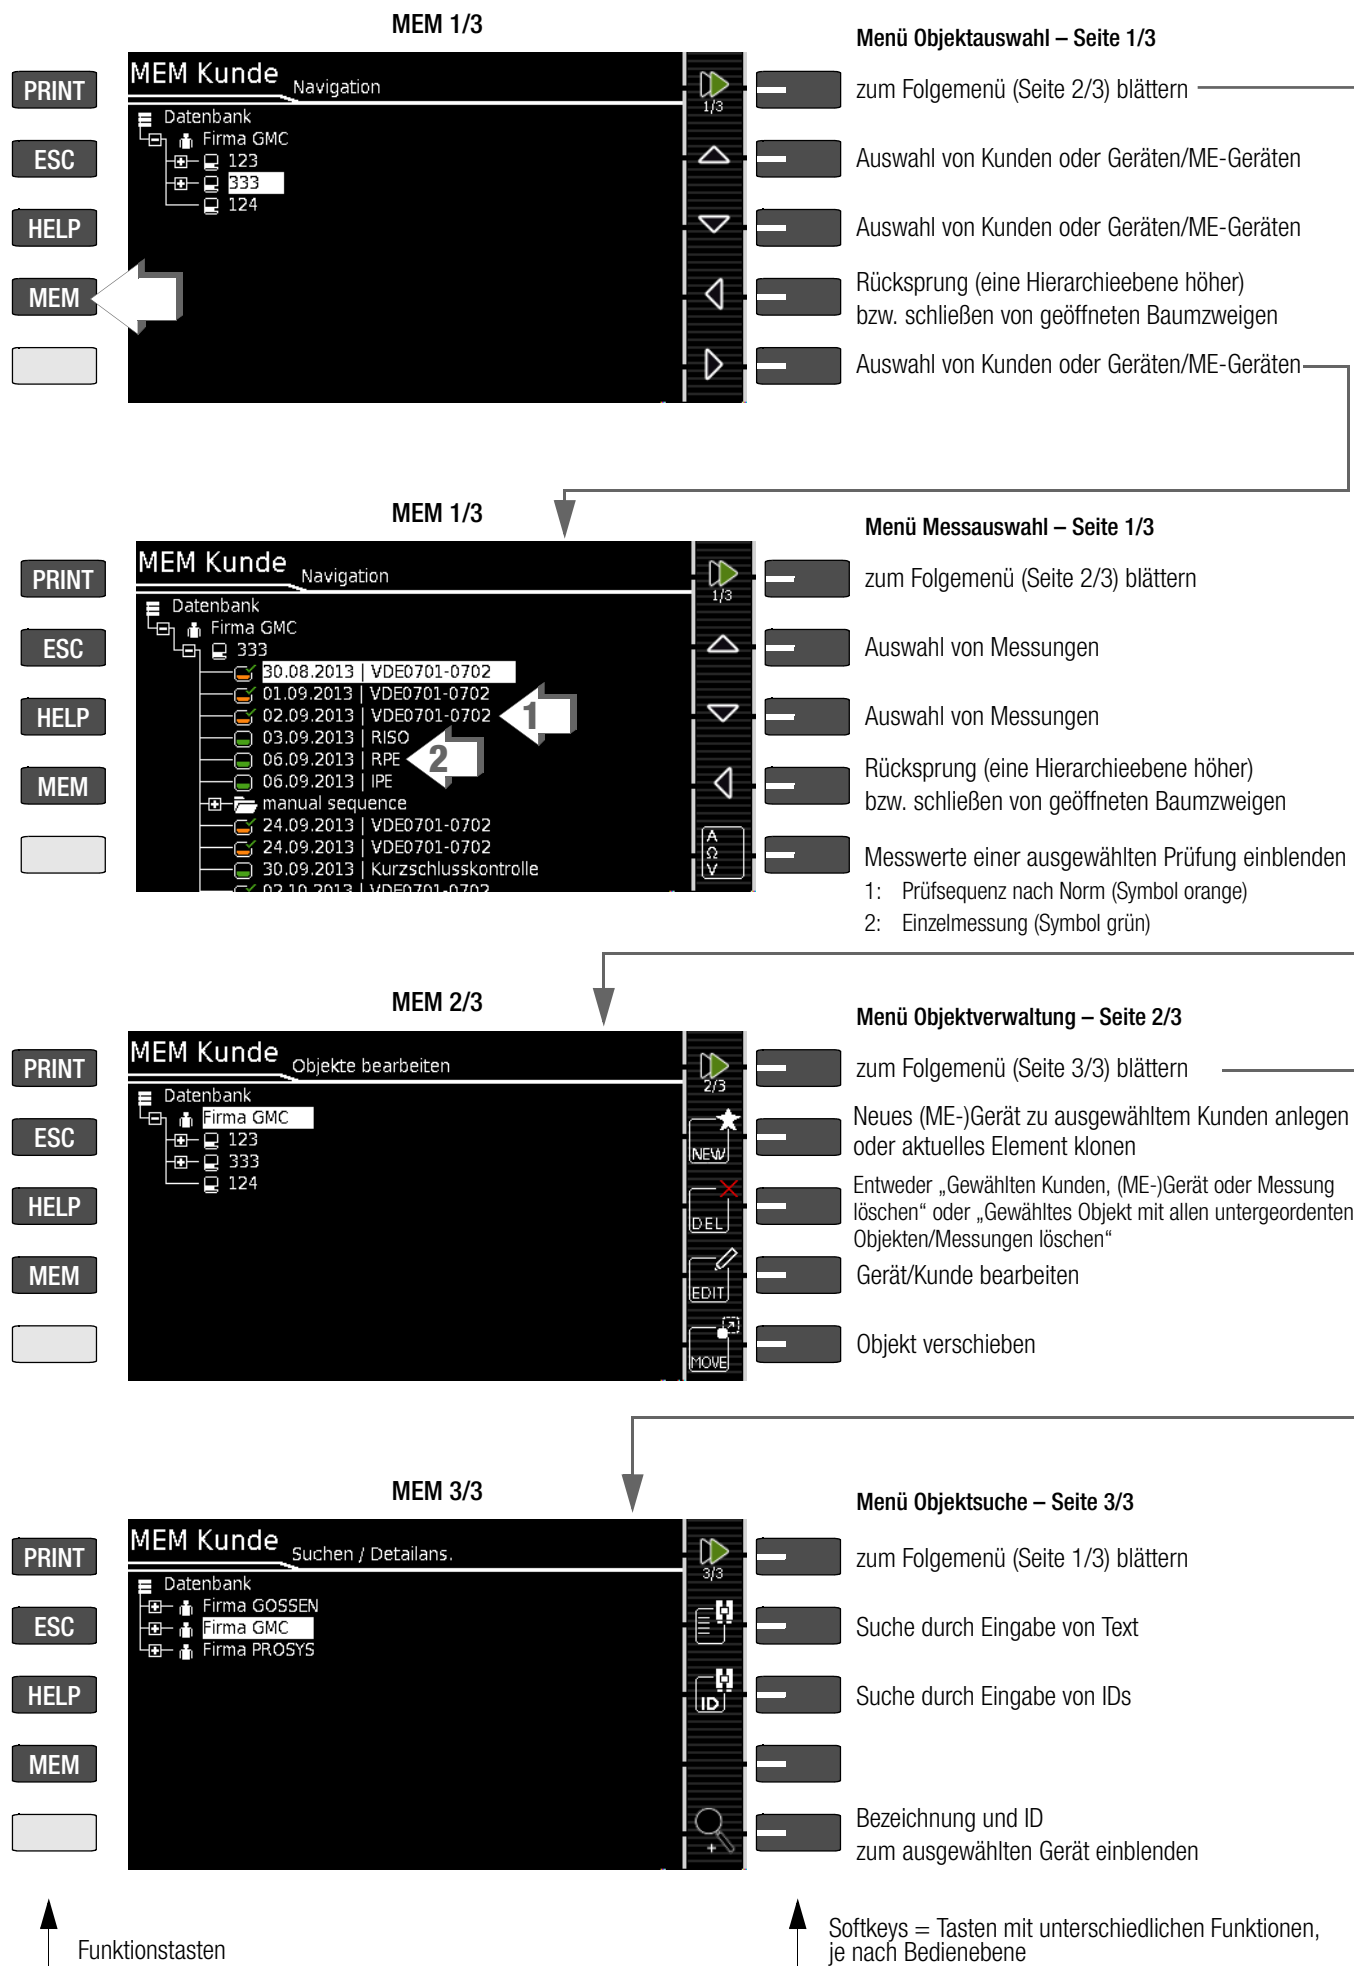 MEM 1/3
Menü Objektauswahl – Seite 1/3
MEM Kunde
Navigation
PRINT
1/3
zum Folgemenü (Seite 2/3) blättern
Datenbank
Firma GMC
ESC
123
Auswahl von Kunden oder Geräten/ME-Geräten
333
124
HELP
Auswahl von Kunden oder Geräten/ME-Geräten
MEM
Rücksprung (eine Hierarchieebene höher)
bzw. schließen von geöffneten Baumzweigen
Auswahl von Kunden oder Geräten/ME-Geräten
MEM 1/3
Menü Messauswahl – Seite 1/3
MEM Kunde
Navigation
PRINT
1/3
zum Folgemenü (Seite 2/3) blättern
Datenbank
Firma GMC
ESC
333
Auswahl von Messungen
30.08.2013 | VDE0701-0702
01.09.2013 | VDE0701-0702
HELP
02.09.2013 | VDE0701-0702
1
Auswahl von Messungen
03.09.2013 | RISO
06.09.2013 | RPE
2
06.09.2013 | IPE
MEM
Rücksprung (eine Hierarchieebene höher)
bzw. schließen von geöffneten Baumzweigen
manual sequence
24.09.2013 | VDE0701-0702
24.09.2013 | VDE0701-0702
30.09.2013 | Kurzschlusskontrolle
02.10.2013 | VDE0701-0702
A
Ω
V
Messwerte einer ausgewählten Prüfung einblenden
1: Prüfsequenz nach Norm (Symbol orange)
2: Einzelmessung (Symbol grün)
MEM 2/3
Menü Objektverwaltung – Seite 2/3
MEM Kunde
Objekte bearbeiten
PRINT
2/3
zum Folgemenü (Seite 3/3) blättern
Datenbank
Firma GMC
ESC
123
333
124
NEW
Neues (ME-)Gerät zu ausgewähltem Kunden anlegen
oder aktuelles Element klonen
HELP
DEL
Entweder „Gewählten Kunden, (ME-)Gerät oder Messung
löschen“ oder „Gewähltes Objekt mit allen untergeordenten
Objekten/Messungen löschen“
MEM
EDIT
Gerät/Kunde bearbeiten
MOVE
Objekt verschieben
MEM 3/3
Menü Objektsuche – Seite 3/3
MEM Kunde
Suchen / Detailans.
PRINT
3/3
zum Folgemenü (Seite 1/3) blättern
Datenbank
Firma GOSSEN
Firma GMC
Firma PROSYS
ESC
Suche durch Eingabe von Text
HELP
ID
Suche durch Eingabe von IDs
MEM
+
Bezeichnung und ID
zum ausgewählten Gerät einblenden
Funktionstasten
Softkeys = Tasten mit unterschiedlichen Funktionen,
je nach Bedienebene